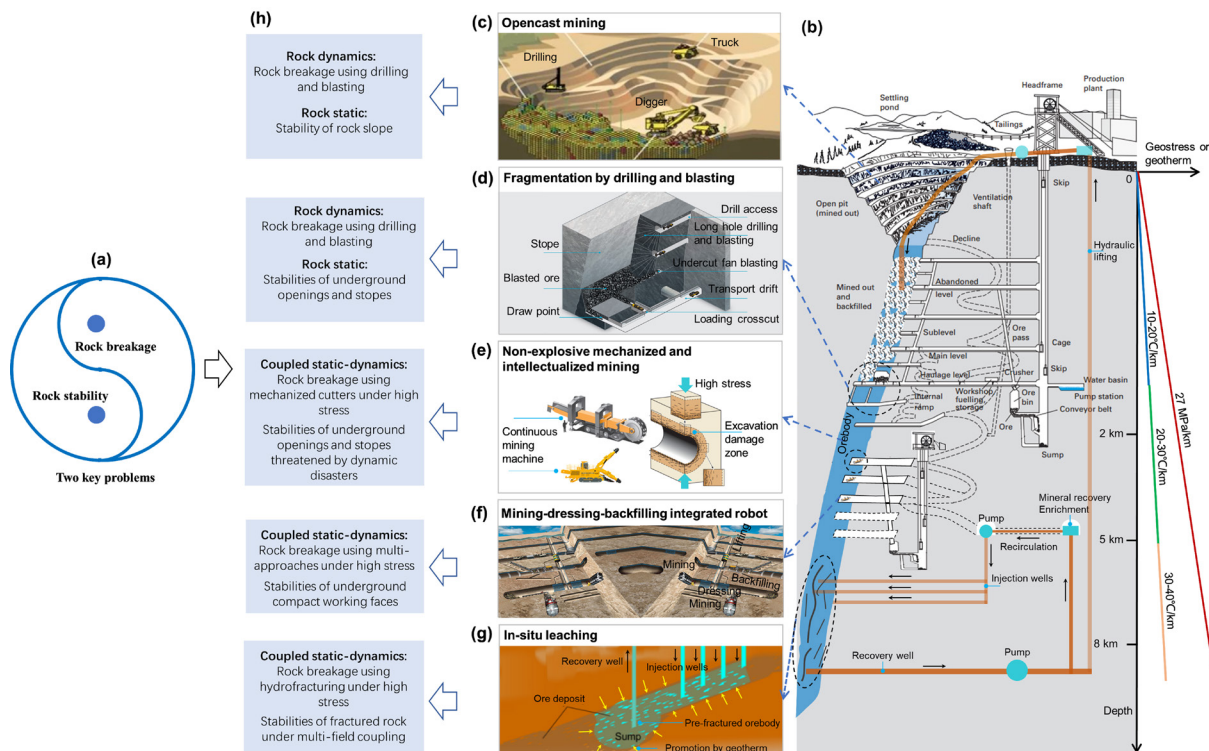 (a)
Rock breakage
Rock stability
Two key problems
(h)
Rock dynamics:
Rock breakage using drilling
and blasting
Rock static:
Stability of rock slope
Rock dynamics:
Rock breakage using drilling
and blasting
Rock static:
Stabilities of underground
openings and stopes
Coupled static-dynamics:
Rock breakage using
mechanized cutters under high
stress
Stabilities of underground
openings and stopes
threatened by dynamic
disasters
Coupled static-dynamics:
Rock breakage using multi-
approaches under high stress
Stabilities of underground
compact working faces
Coupled static-dynamics:
Rock breakage using
hydrofracturing under high
stress
Stabilities of fractured rock
under multi-field coupling
(c)
Opencast mining
Truck
Drilling
Digger
(d)
Fragmentation by drilling and blasting
Drill access
Long hole drilling
and blasting
Stope
Undercut fan blasting
Blasted ore
Transport drift
Draw point
Loading crosscut
(e)
Non-explosive mechanized and
intellectualized mining
High stress
Continuous
mining
machine
Excavation
damage
zone
(f)
Mining-dressing-backfilling integrated robot
Lifting
Mining
Backfilling
Dressing
Mining
(g)
In-situ leaching
Recovery well
Injection wells
Ore deposit
Pre-fractured orebody
Sump
Promotion by geotherm
(b)
Production
plant
Headframe
Settling
pond
Tailings
Geostress or
geotherm
0
Skip
Open pit
(mined out)
Ventilation
shaft
Decline
Hydraulic
lifting
Mined out
and
backfilled
Abandoned
level
Sublevel
Ore
pass
Main level
Cage
Haulage level
Crusher
Skip
Water basin
Internal
ramp
Workshop,
fuelling,
storage
Ore
bin
Pump station
Conveyor belt
Ore
Sump
Orebody
2 km
10-20°C/km
27 MPa/km
20-30°C/km
30-40°C/km
Mineral recovery
Enrichment
Pump
Recirculation
5 km
Injection wells
8 km
Recovery well
Pump
Depth